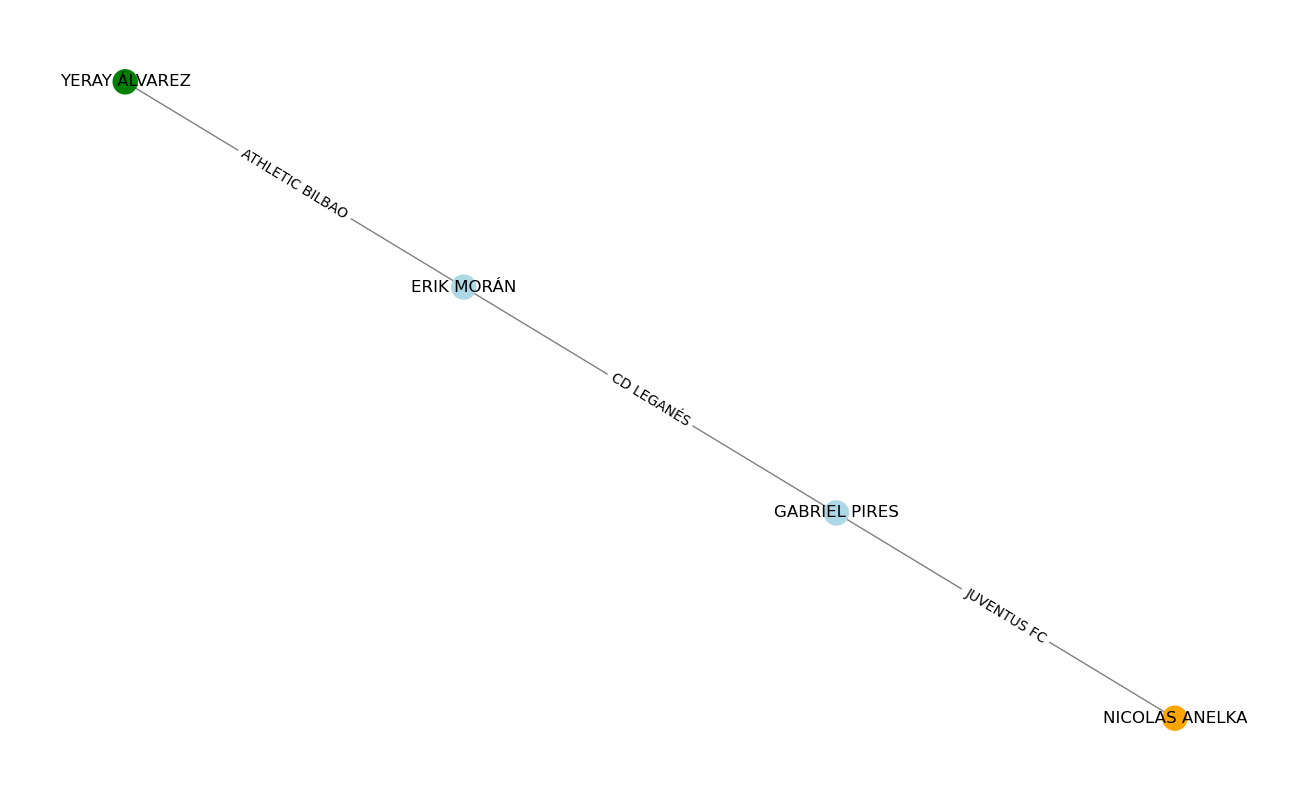 YERAY ÁLVAREZ
ATHLETIC BILBAO
ERIK MORÁN
CD LEGANÉS
GABRIEL PIRES
JUVENTUS FC
NICOLAS ANELKA